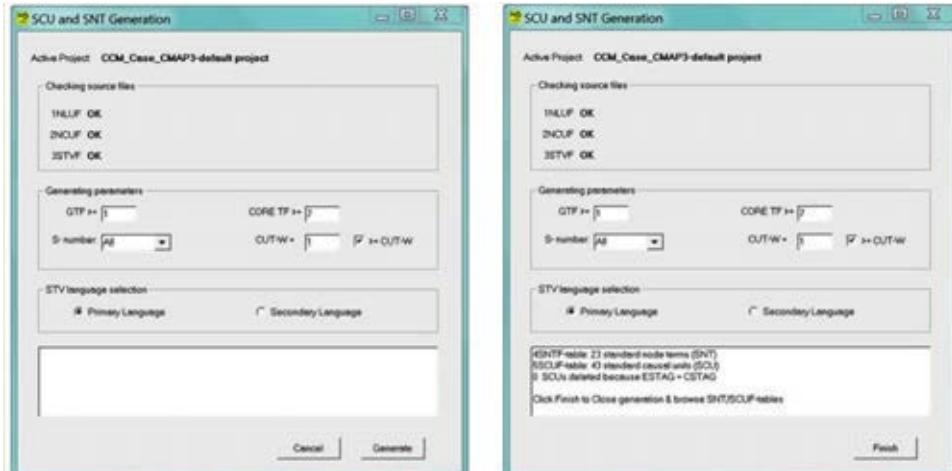 SCU and SNT Generation
Active Project CCM_Case_CMAP3-default project
Checking source files
1NLUF OK
2NCUF OK
3STVF OK
Generating parameters
GTF >= 1 CORE TF >=
S- number: All CUT-W = 1 >= CUT-W
STV language selection
Primary Language Secondary Language
Cancel Generate
SCU and SNT Generation
Active Project CCM_Case_CMAP3-default project
Checking source files
1NLUF OK
2NCUF OK
3STVF OK
Generating parameters
GTF >= 1 CORE TF >=
S- number: All CUT-W = 1 >= CUT-W
STV language selection
Primary Language Secondary Language
4SNTF-table: 23 standard node terms (SNT)
5SCUF-table: 43 standard causal units (SCU)
SCUs deleted because ESTAG = CSTAG
Click Finish to Close generation & browse SNT/SCUF-tables
Finish